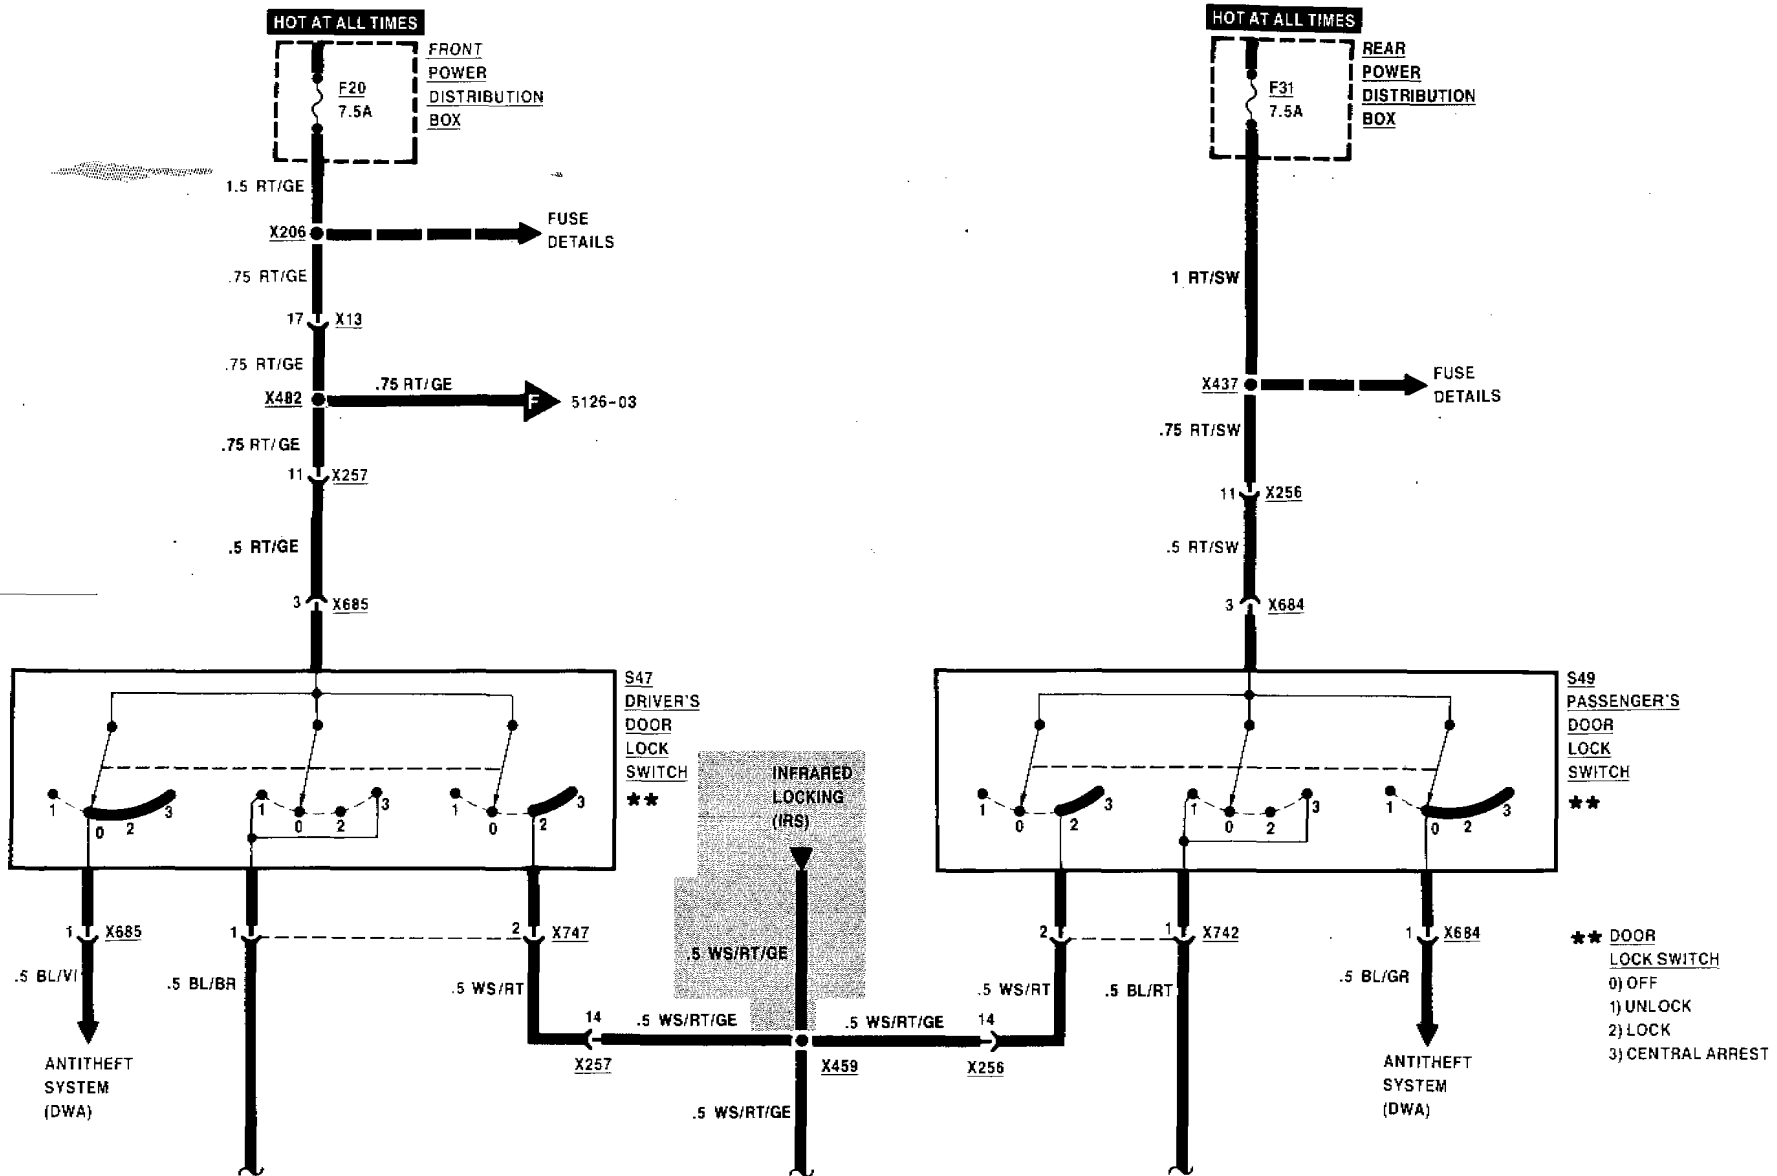 HOT AT ALL TIMES
FRONT
POWER
DISTRIBUTION
BOX
F20
7.5A
1.5 RT/GE
X206
FUSE
DETAILS
.75 RT/GE
17 X13
.75 RT/GE
.75 RT/GE
X482
F 5126-03
.75 RT/GE
11 X257
.5 RT/GE
3 X685
S47
DRIVER'S
DOOR
LOCK
SWITCH
**
1 0 2 3
1 0 2 3
1 0 2 3
1 X685
1
2 X747
.5 BL/VI
.5 BL/BR
.5 WS/RT
ANTITHEFT
SYSTEM
(DWA)
14
X257
.5 WS/RT/GE
INFRARED
LOCKING
(IRS)
.5 WS/RT/GE
X459
.5 WS/RT/GE
.5 WS/RT/GE
14
X256
HOT AT ALL TIMES
REAR
POWER
DISTRIBUTION
BOX
F31
7.5A
1 RT/SW
X437
FUSE
DETAILS
.75 RT/SW
11 X256
.5 RT/SW
3 X684
S49
PASSENGER'S
DOOR
LOCK
SWITCH
**
1 0 2 3
1 0 2 3
1 0 2 3
2
1 X742
1 X684
.5 WS/RT
.5 BL/RT
.5 BL/GR
ANTITHEFT
SYSTEM
(DWA)
** DOOR
LOCK SWITCH
0) OFF
1) UNLOCK
2) LOCK
3) CENTRAL ARREST